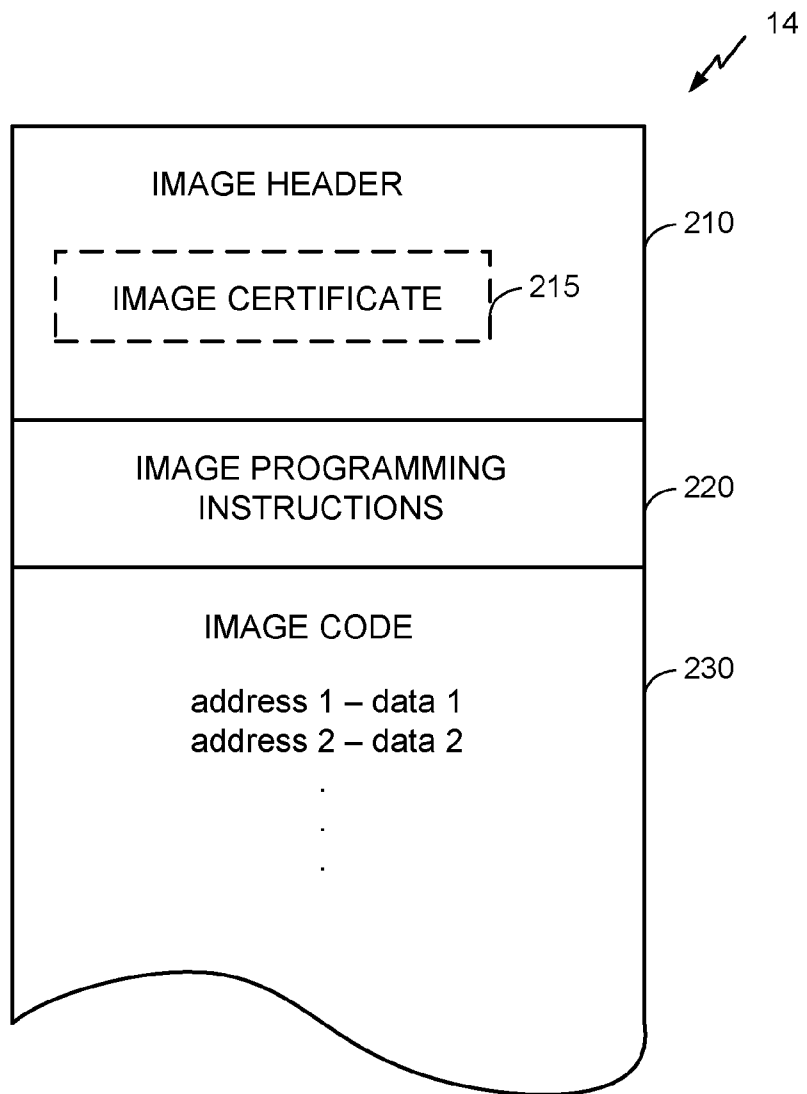 14
IMAGE HEADER
210
IMAGE CERTIFICATE
215
IMAGE PROGRAMMING
INSTRUCTIONS
220
IMAGE CODE
230
address 1 – data 1
address 2 – data 2
.
.
.